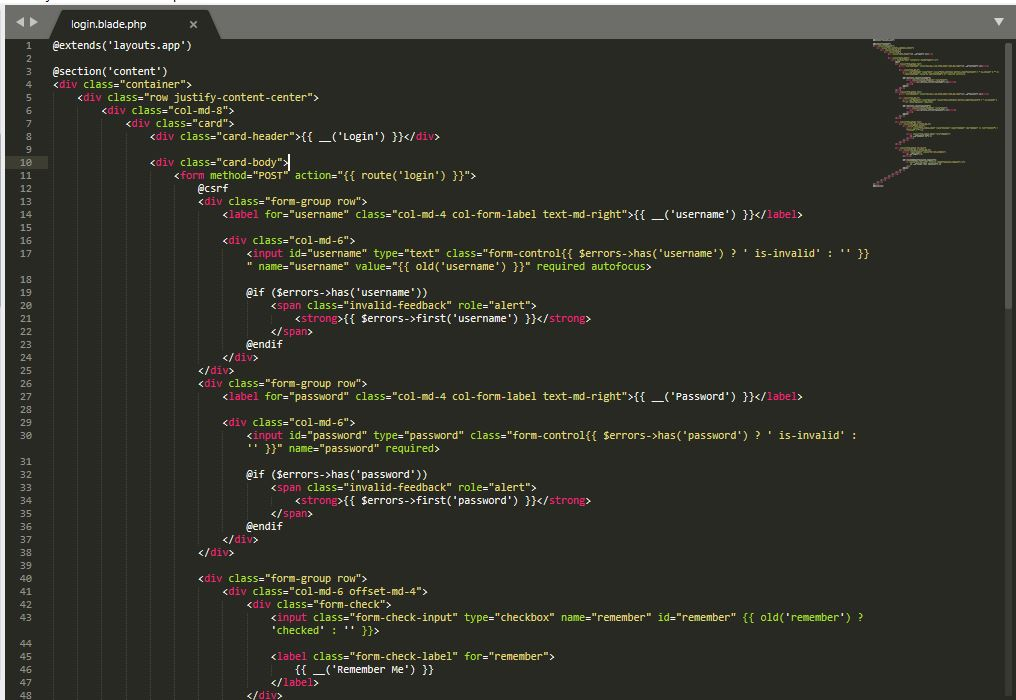 login.blade.php
1 @extends('layouts.app')
2
3 @section('content')
4 <div class="container">
5 <div class="row justify-content-center">
6 <div class="col-md-8">
7 <div class="card">
8 <div class="card-header">{{ __('Login') }}</div>
9
10 <div class="card-body">
11 <form method="POST" action="{{ route('login') }}">
12 @csrf
13 <div class="form-group row">
14 <label for="username" class="col-md-4 col-form-label text-md-right">{{ __('username') }}</label>
15
16 <div class="col-md-6">
17 <input id="username" type="text" class="form-control{{ $errors->has('username') ? ' is-invalid' : '' }}
" name="username" value="{{ old('username') }}" required autofocus>
18
19 @if ($errors->has('username'))
20 <span class="invalid-feedback" role="alert">
21 <strong>{{ $errors->first('username') }}</strong>
22 </span>
23 @endif
24 </div>
25 </div>
26 <div class="form-group row">
27 <label for="password" class="col-md-4 col-form-label text-md-right">{{ __('Password') }}</label>
28
29 <div class="col-md-6">
30 <input id="password" type="password" class="form-control{{ $errors->has('password') ? ' is-invalid' :
'' }}" name="password" required>
31
32 @if ($errors->has('password'))
33 <span class="invalid-feedback" role="alert">
34 <strong>{{ $errors->first('password') }}</strong>
35 </span>
36 @endif
37 </div>
38 </div>
39
40 <div class="form-group row">
41 <div class="col-md-6 offset-md-4">
42 <div class="form-check">
43 <input class="form-check-input" type="checkbox" name="remember" id="remember" {{ old('remember') ?
'checked' : '' }}>
44
45 <label class="form-check-label" for="remember">
46 {{ __('Remember Me') }}
47 </label>
48 </div>